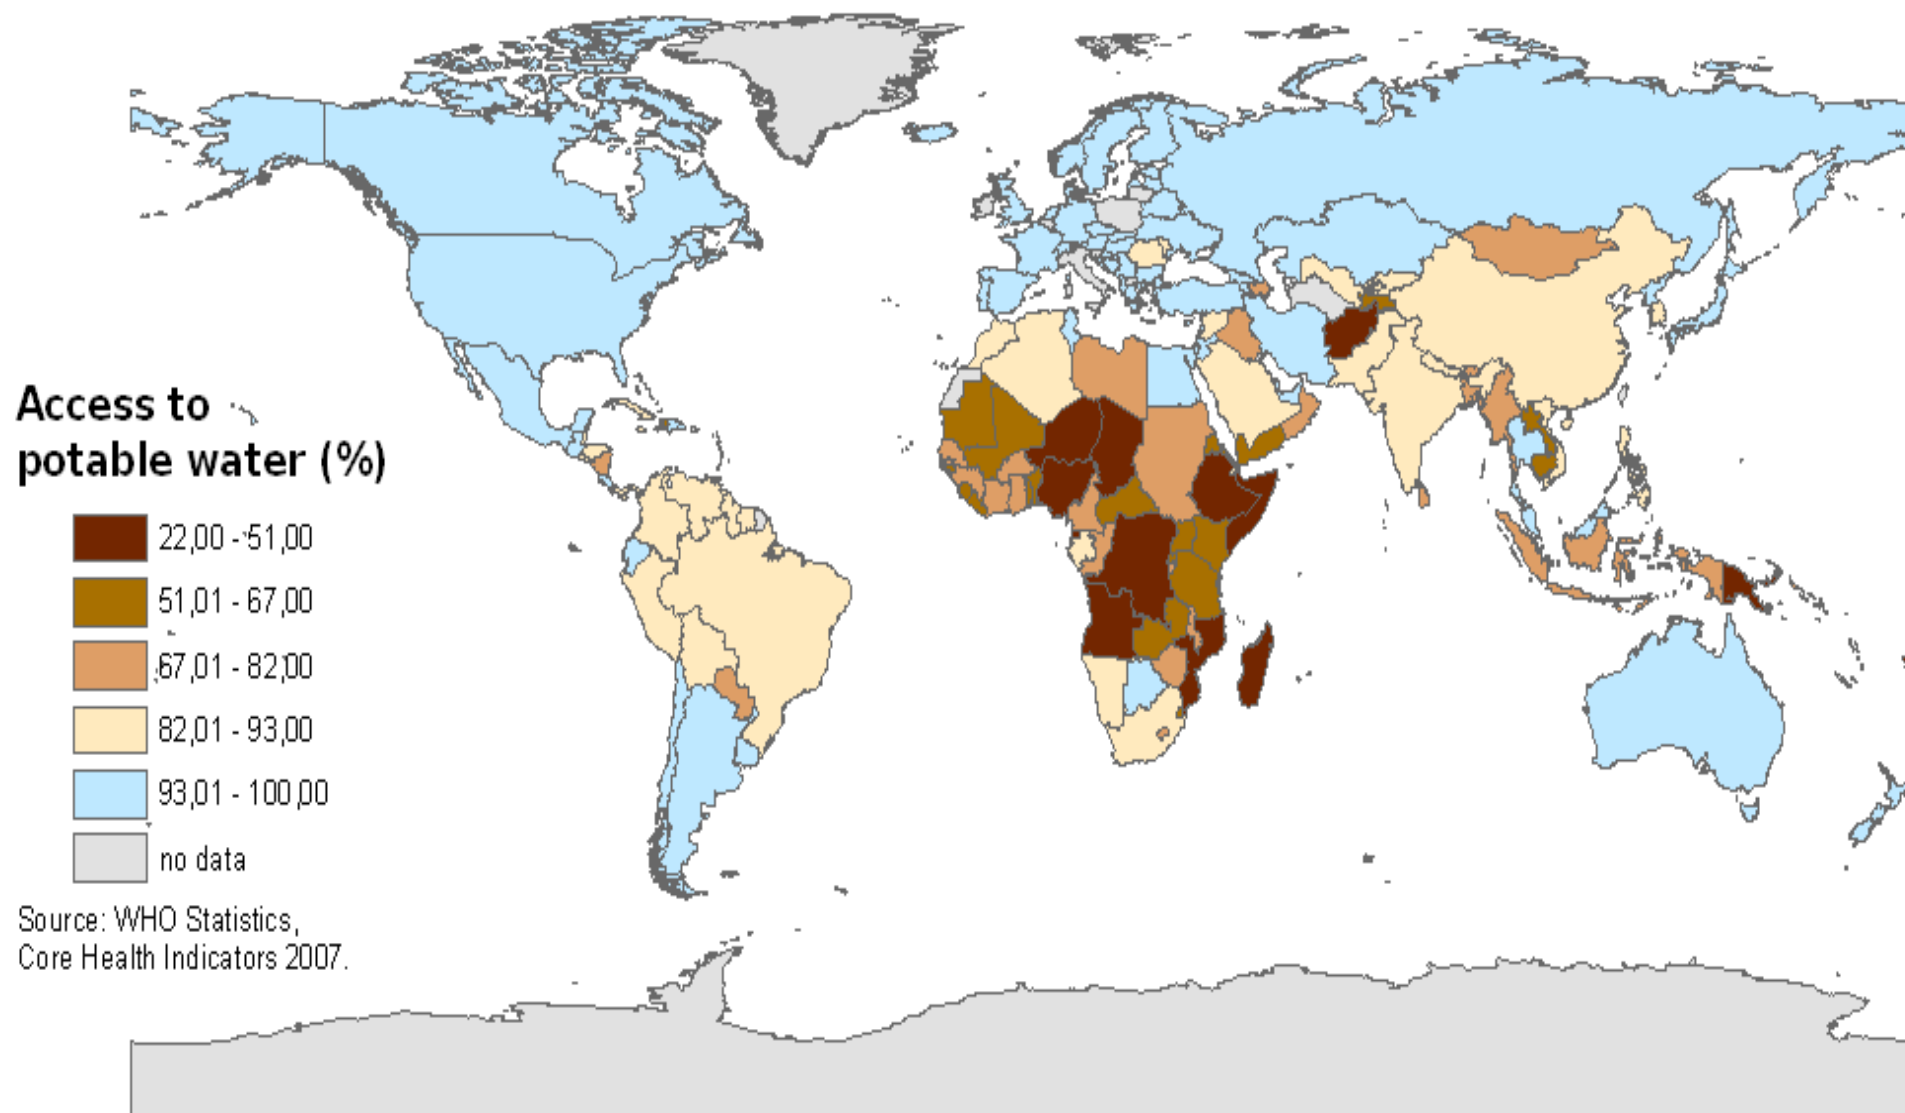 Access to
potable water (%)
22,00 - 51,00
51,01 - 67,00
67,01 - 82,00
82,01 - 93,00
93,01 - 100,00
no data
Source: WHO Statistics,
Core Health Indicators 2007.